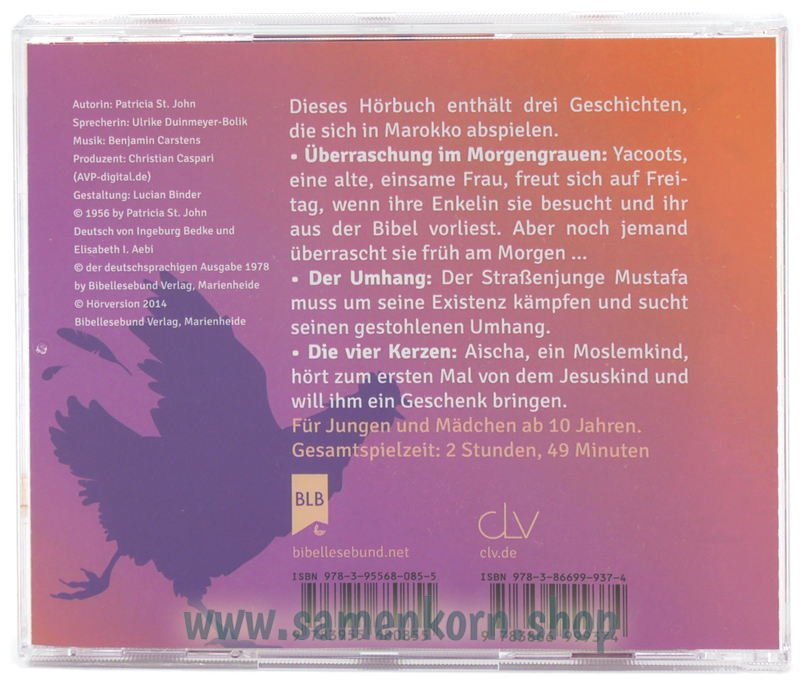 Autorin: Patricia St. John
Sprecherin: Ulrike Duinmeyer-Bolik
Musik: Benjamin Carstens
Produzent: Christian Caspari
(AVP-digital.de)
Gestaltung: Lucian Binder
© 1956 by Patricia St. John
Deutsch von Ingeburg Bedke und
Elisabeth I. Aebi
© der deutschsprachigen Ausgabe 1978
by Bibellesebund Verlag, Marienheide
© Hörversion 2014
Bibellesebund Verlag, Marienheide
Dieses Hörbuch enthält drei Geschichten,
die sich in Marokko abspielen.
• Überraschung im Morgengrauen: Yacoots,
eine alte, einsame Frau, freut sich auf Frei-
tag, wenn ihre Enkelin sie besucht und ihr
aus der Bibel vorliest. Aber noch jemand
überrascht sie früh am Morgen ...
• Der Umhang: Der Straßenjunge Mustafa
muss um seine Existenz kämpfen und sucht
seinen gestohlenen Umhang.
• Die vier Kerzen: Aischa, ein Moslemkind,
hört zum ersten Mal von dem Jesuskind und
will ihm ein Geschenk bringen.
Für Jungen und Mädchen ab 10 Jahren.
Gesamtspielzeit: 2 Stunden, 49 Minuten
BLB
bibellesebund.net
clv
clv.de
ISBN 978-3-95568-085-5
ISBN 978-3-86699-937-4
www.samenkorn.shop
9 783955 680855
9 783866 999374